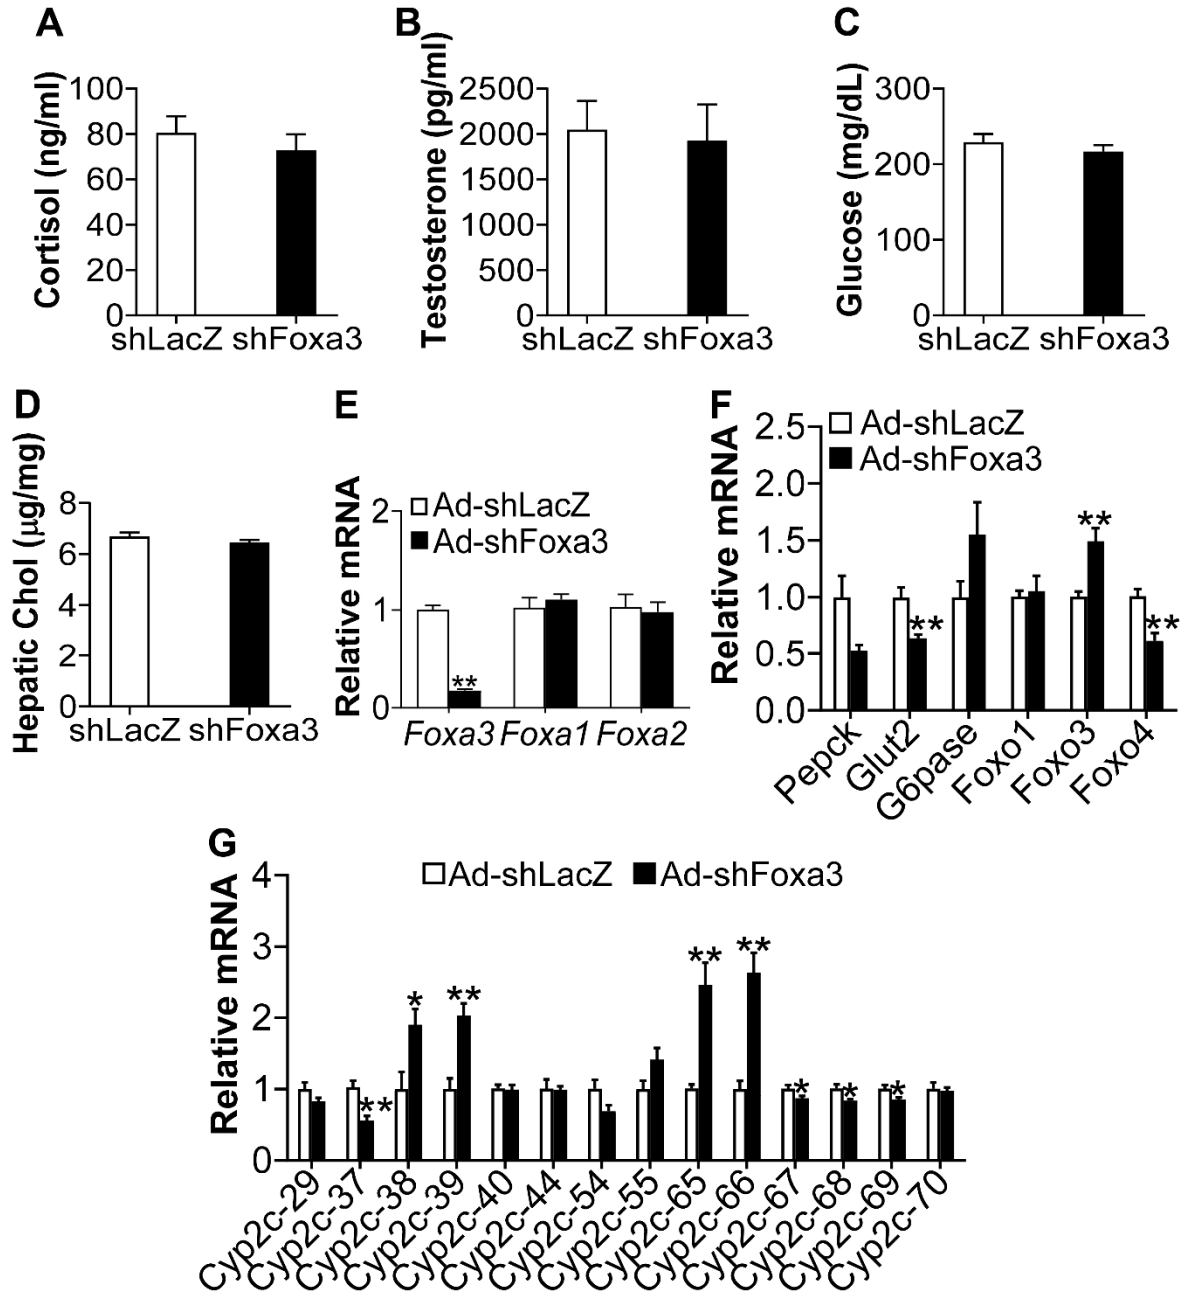 A
Cortisol (ng/ml)
100
80
60
40
20
0
shLacZ shFoxa3
B
Testosterone (pg/ml)
2500
2000
1500
1000
500
0
shLacZ shFoxa3
C
Glucose (mg/dL)
300
200
100
0
shLacZ shFoxa3
D
Hepatic Chol (μg/mg)
8
6
4
2
0
shLacZ shFoxa3
E
Relative mRNA
2
1
0
Ad-shLacZ
Ad-shFoxa3
**
Foxa3 Foxa1 Foxa2
F
Relative mRNA
2.5
2.0
1.5
1.0
0.5
0.0
Ad-shLacZ
Ad-shFoxa3
**
**
**
Pepck
Glut2
G6pase
Foxo1
Foxo3
Foxo4
G
Relative mRNA
4
3
2
1
0
Ad-shLacZ Ad-shFoxa3
**
*
**
**
**
*
*
*
Cyp2c-29
Cyp2c-37
Cyp2c-38
Cyp2c-39
Cyp2c-40
Cyp2c-44
Cyp2c-54
Cyp2c-55
Cyp2c-65
Cyp2c-66
Cyp2c-67
Cyp2c-68
Cyp2c-69
Cyp2c-70